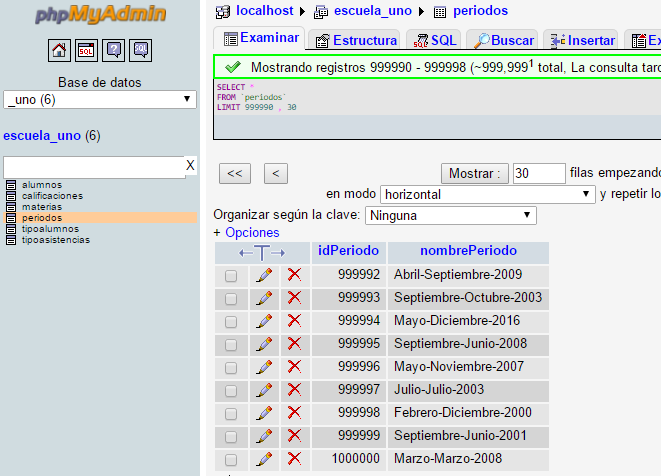 phpMyAdmin
SQL
Base de datos
_uno (6)
escuela_uno (6)
X
alumnos
calificaciones
materias
periodos
tipoalumnos
tipoasistencias
localhost escuela_uno periodos
Examinar Estructura SQL Buscar Insertar Ex
Mostrando registros 999990 - 999998 (~999,999¹ total, La consulta tard
SELECT *
FROM `periodos`
LIMIT 999990 , 30
<< < Mostrar : 30 filas empezando
en modo horizontal y repetir lo
Organizar según la clave: Ninguna
+ Opciones
←T→ idPeriodo nombrePeriodo
999992 Abril-Septiembre-2009
999993 Septiembre-Octubre-2003
999994 Mayo-Diciembre-2016
999995 Septiembre-Junio-2008
999996 Mayo-Noviembre-2007
999997 Julio-Julio-2003
999998 Febrero-Diciembre-2000
999999 Septiembre-Junio-2001
1000000 Marzo-Marzo-2008